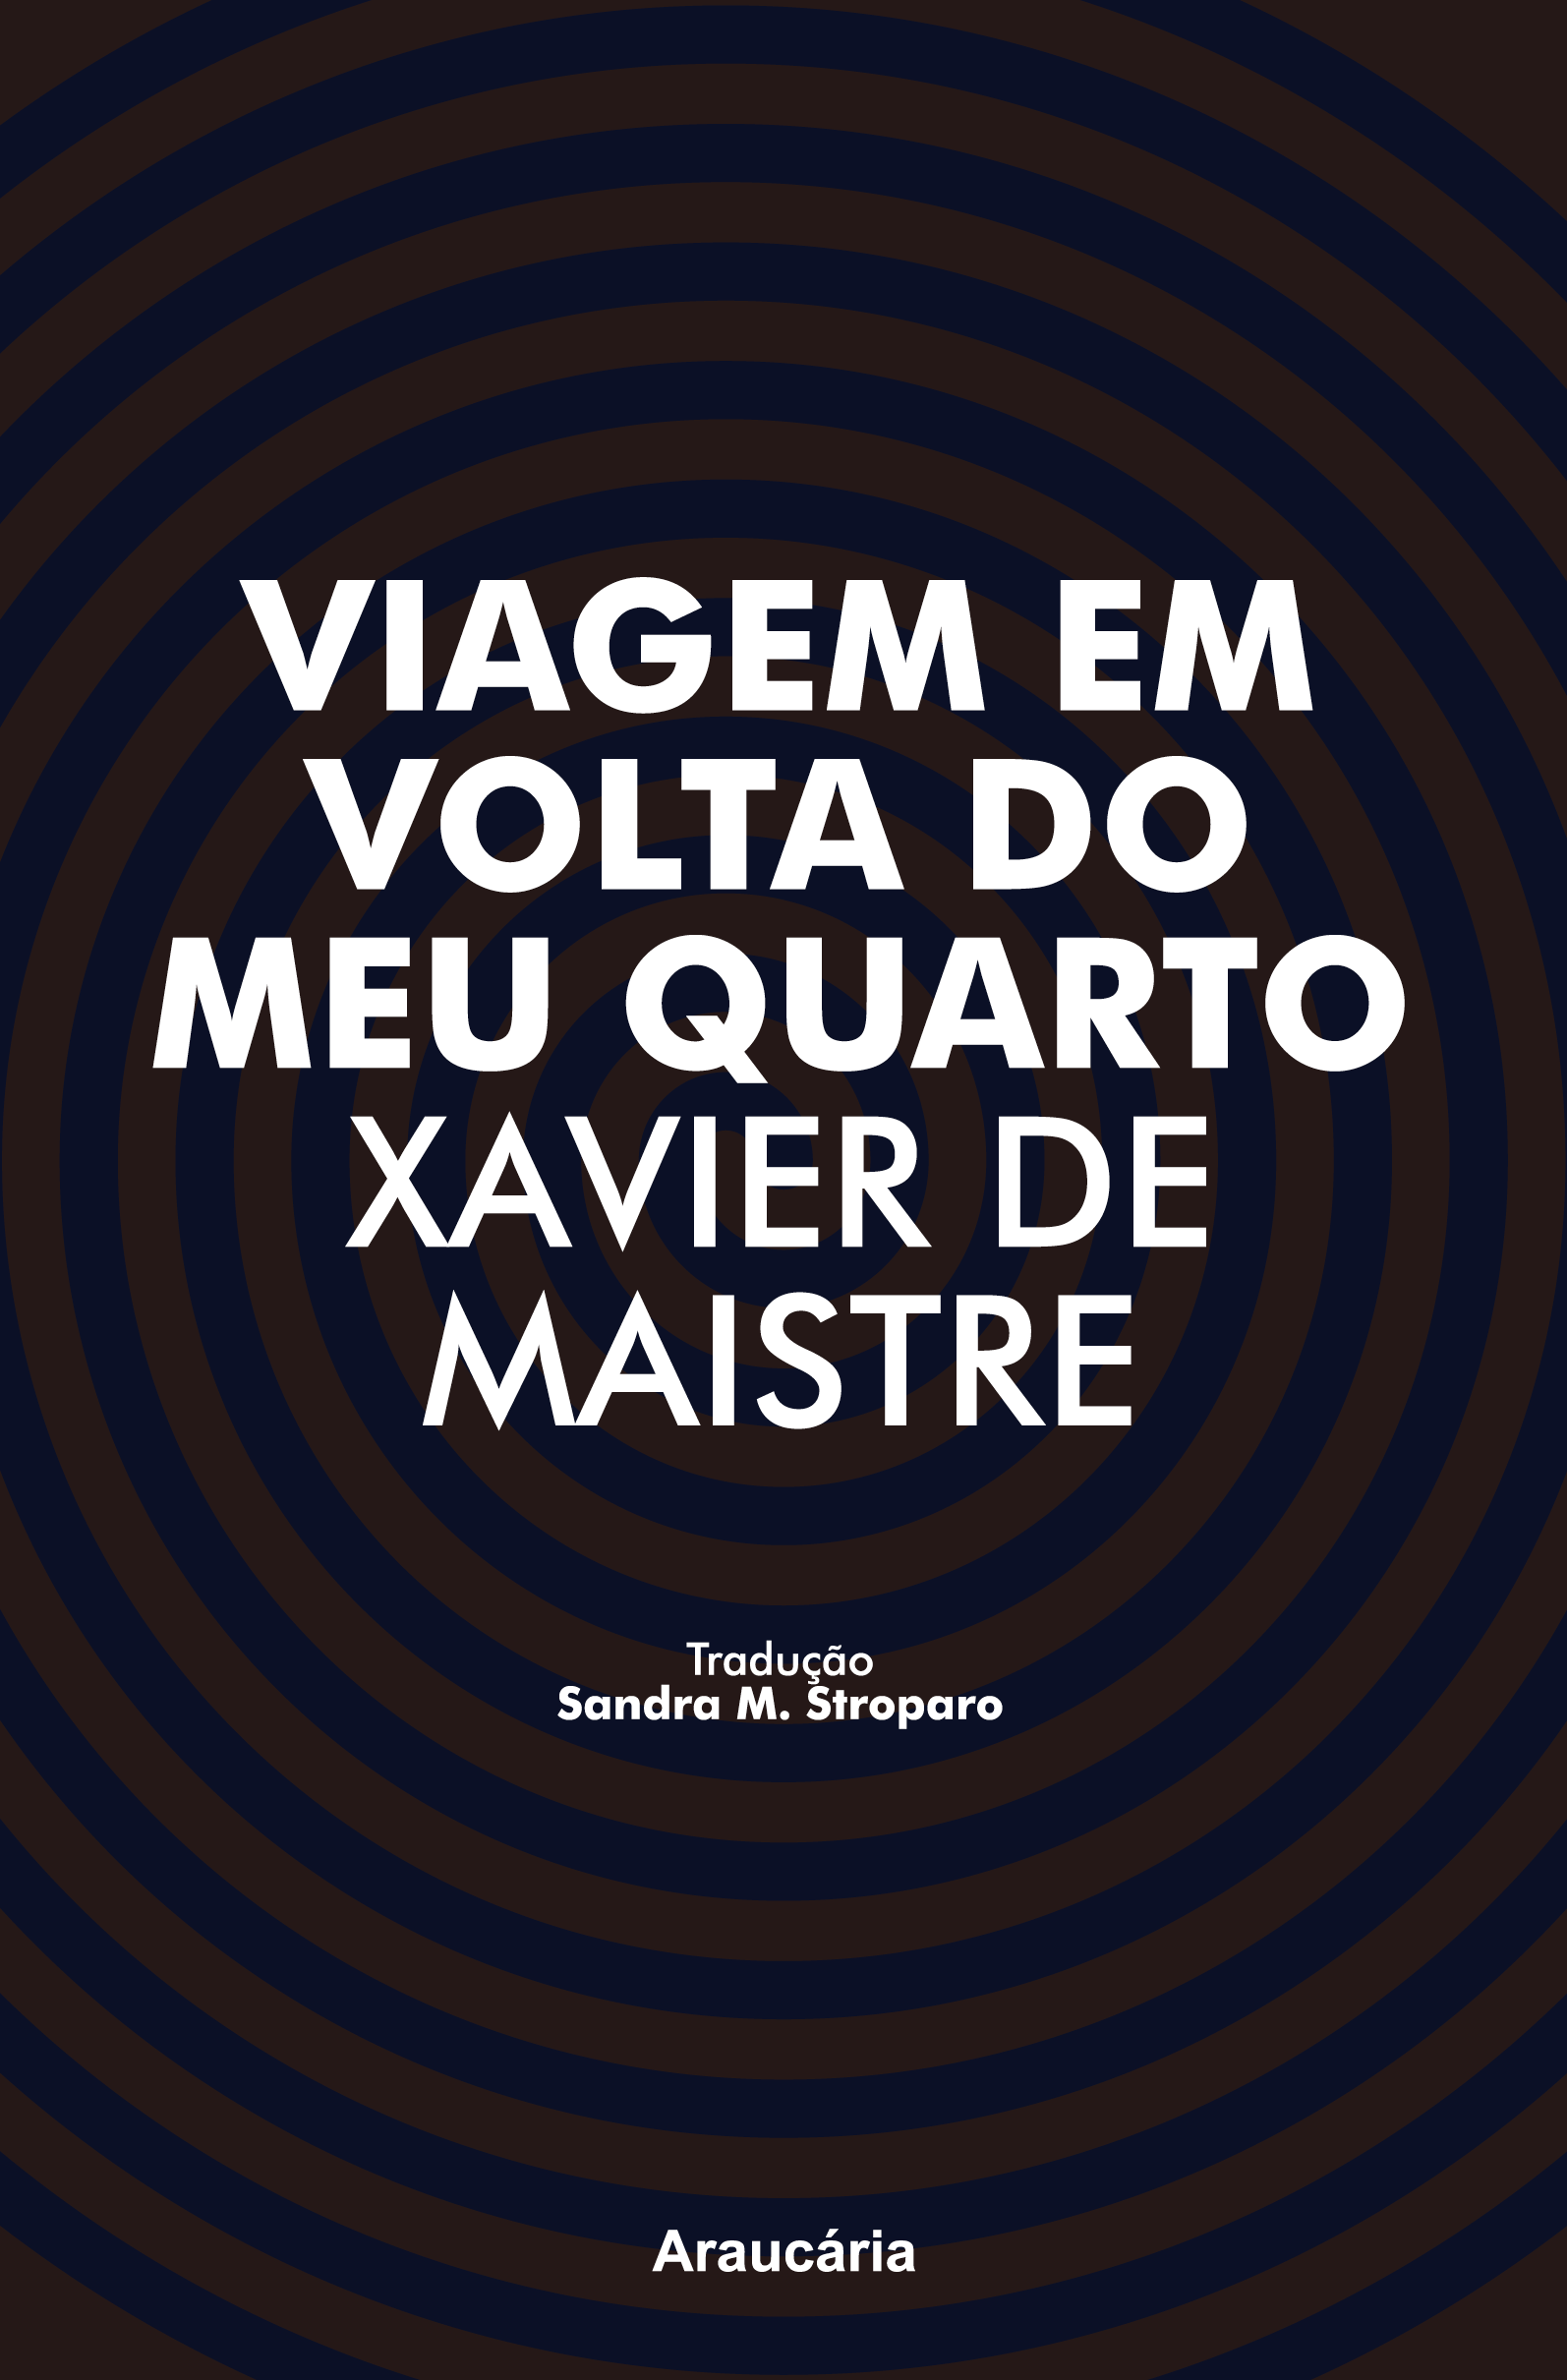 VIAGEM EM
VOLTA DO
MEU QUARTO
XAVIER DE
MAISTRE
Tradução
Sandra M. Stroparo
Araucária